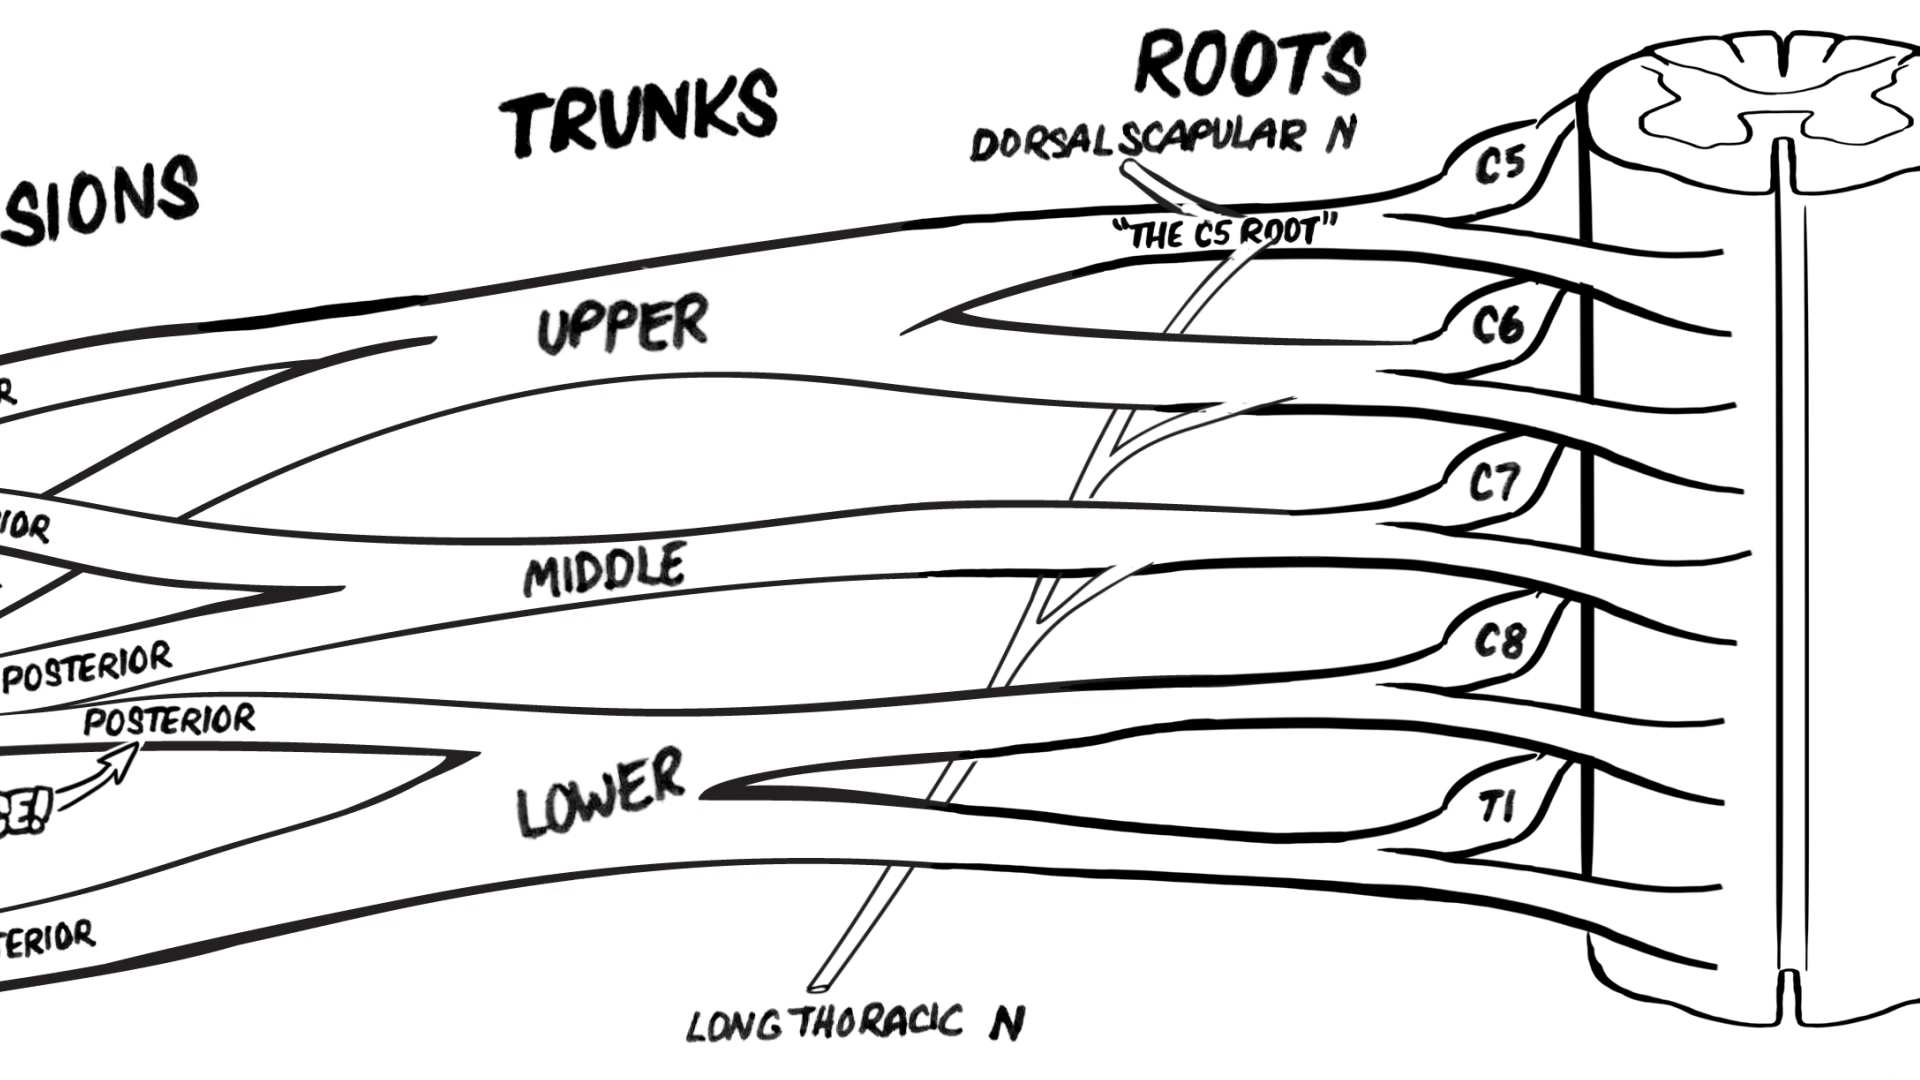 ROOTS
TRUNKS
SIONS
DORSAL SCAPULAR N
"THE C5 ROOT"
C5
C6
C7
C8
T1
UPPER
MIDDLE
LOWER
R
IOR
POSTERIOR
POSTERIOR
CE!
TERIOR
LONG THORACIC N